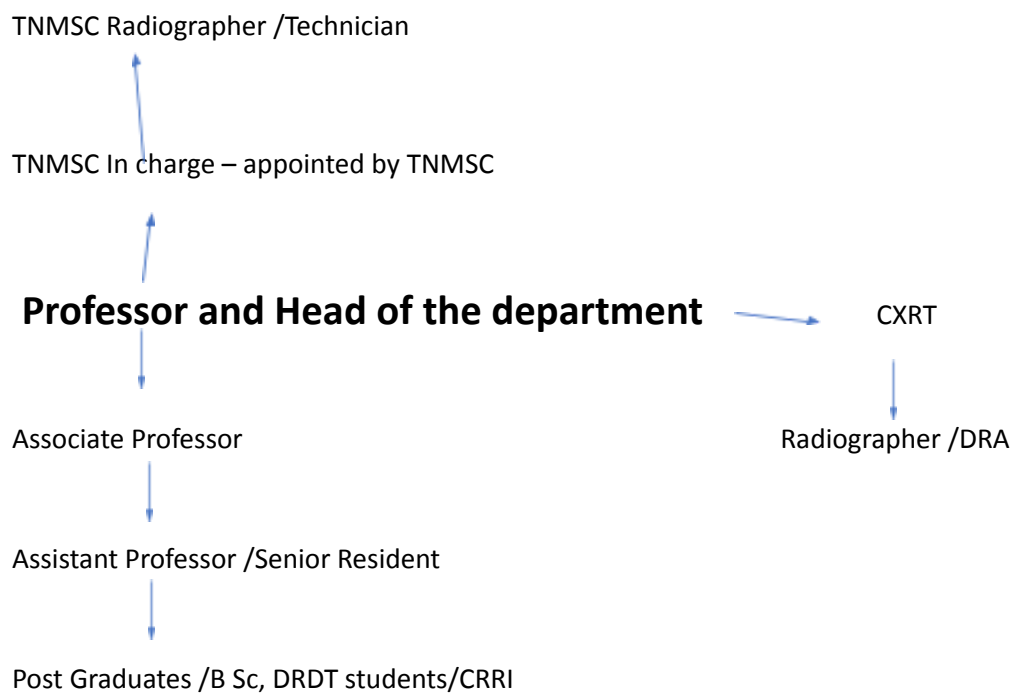 TNMSC Radiographer /Technician
TNMSC In charge – appointed by TNMSC
Professor and Head of the department
CXRT
Associate Professor
Radiographer /DRA
Assistant Professor /Senior Resident
Post Graduates /B Sc, DRDT students/CRRI